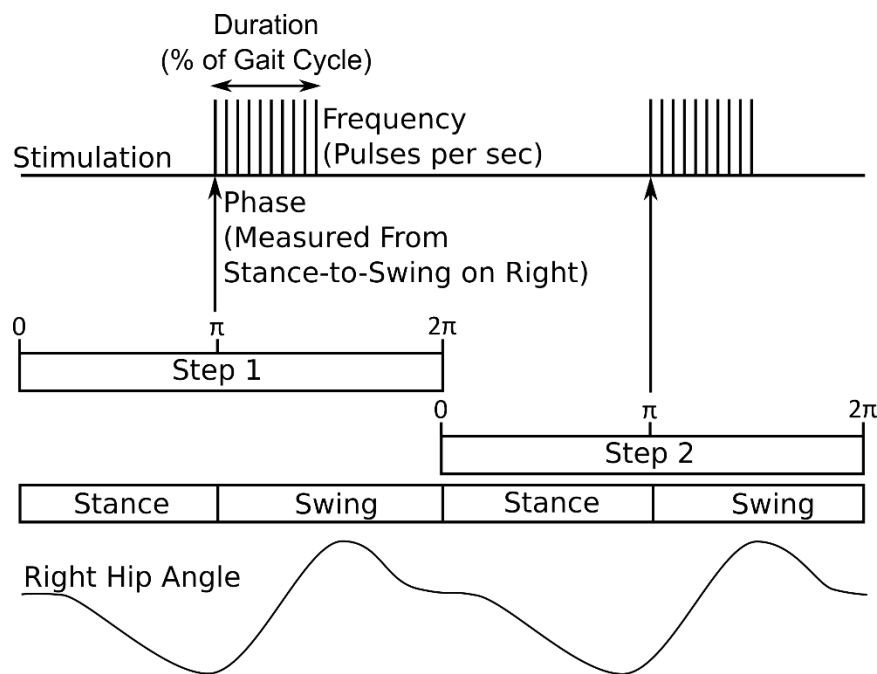 Duration
(% of Gait Cycle)
Frequency
(Pulses per sec)
Stimulation
Phase
(Measured From
Stance-to-Swing on Right)
0 π 2π
Step 1
0 π 2π
Step 2
Stance Swing Stance Swing
Right Hip Angle